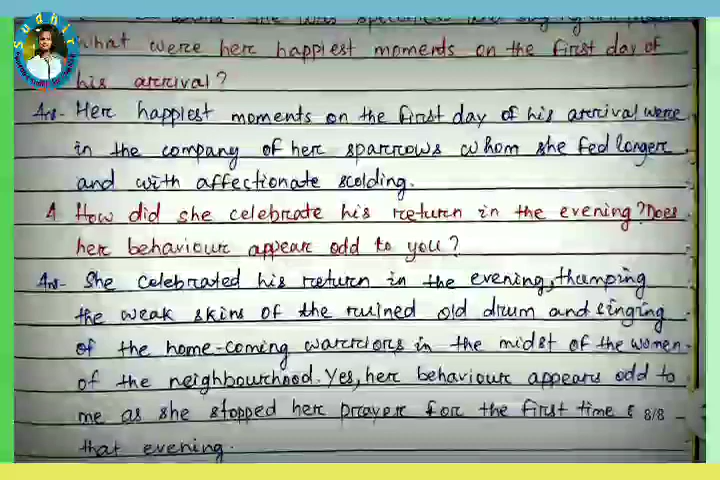 Sudhir
What were her happiest moments on the first day of
his arrival?
Ans- Her happiest moments on the first day of his arrival were
in the company of her sparrows whom she fed longer
and with affectionate scolding.
4 How did she celebrate his return in the evening? Does
her behaviour appear odd to you?
Ans- She celebrated his return in the evening, thumping
the weak skins of the ruined old drum and singing
of the home-coming warriors in the midst of the women
of the neighbourhood. Yes, her behaviour appears odd to
me as she stopped her prayer for the first time
8/8
that evening.